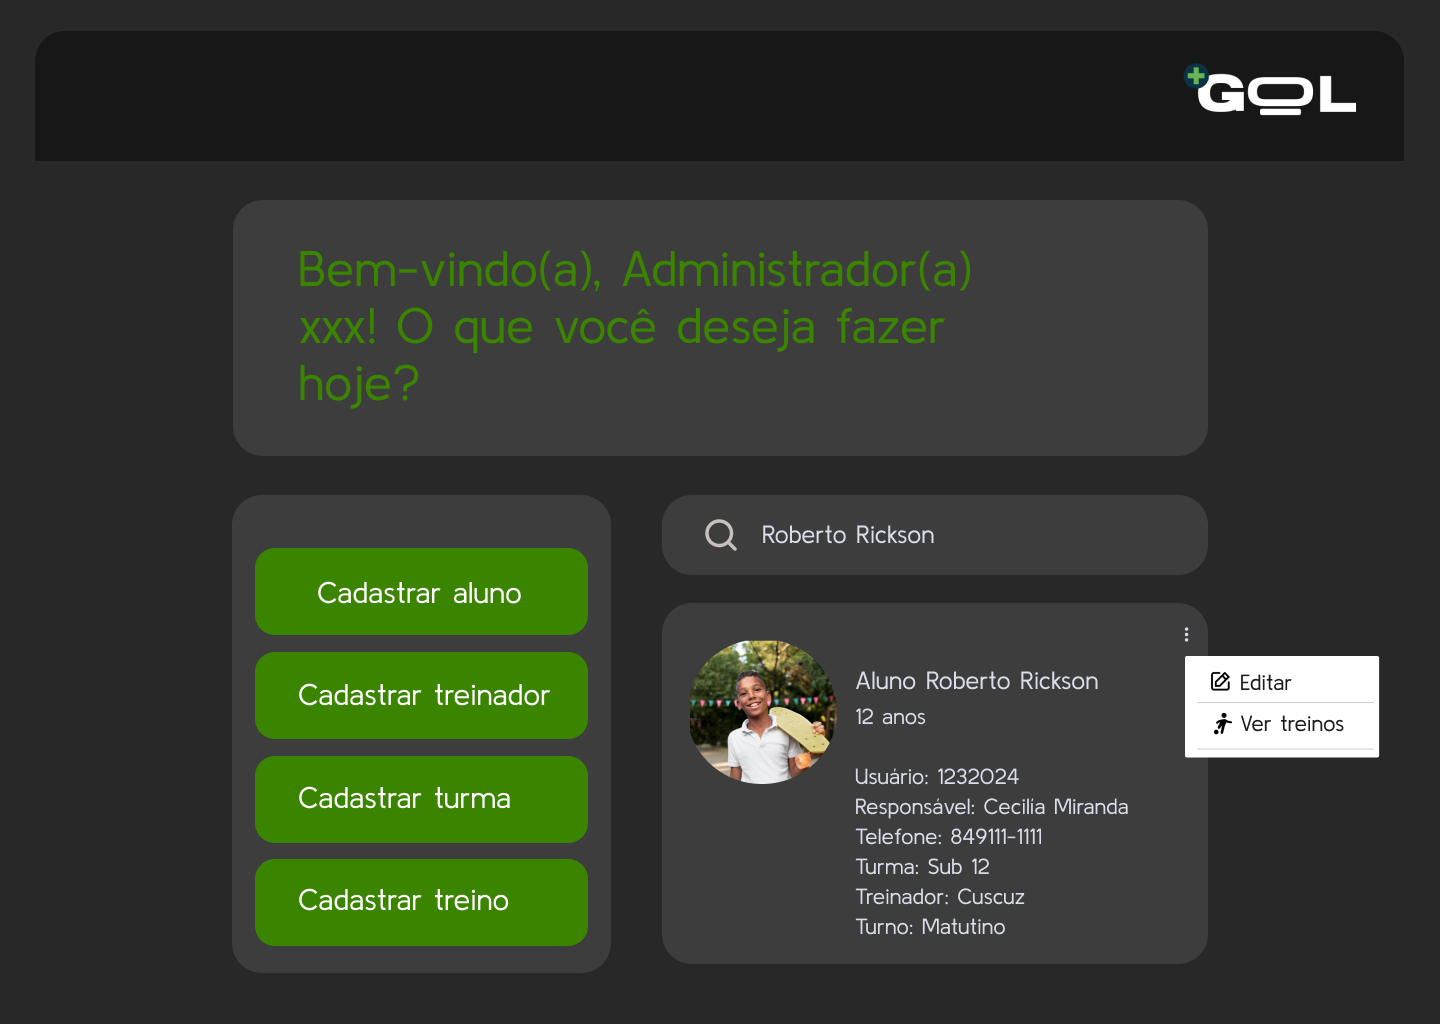 GOL
Bem-vindo(a), Administrador(a)
xxx! O que você deseja fazer
hoje?
Cadastrar aluno
Cadastrar treinador
Cadastrar turma
Cadastrar treino
Roberto Rickson
Aluno Roberto Rickson
12 anos
Usuário: 1232024
Responsável: Cecilía Miranda
Telefone: 849111-1111
Turma: Sub 12
Treinador: Cuscuz
Turno: Matutino
Editar
Ver treinos